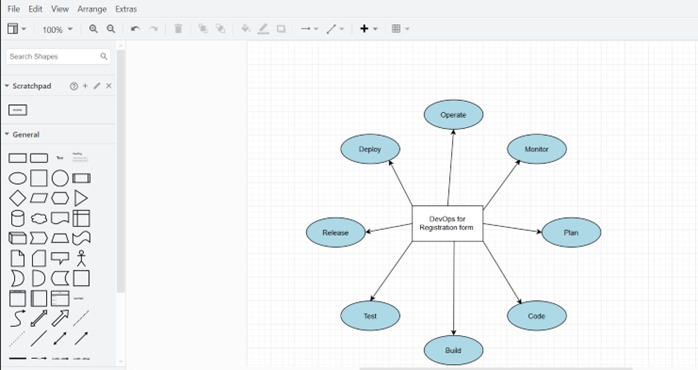 File Edit View Arrange Extras
100%
Search Shapes
Scratchpad
General
Text
Operate
Deploy
Monitor
DevOps for
Registration form
Release
Plan
Test
Code
Build